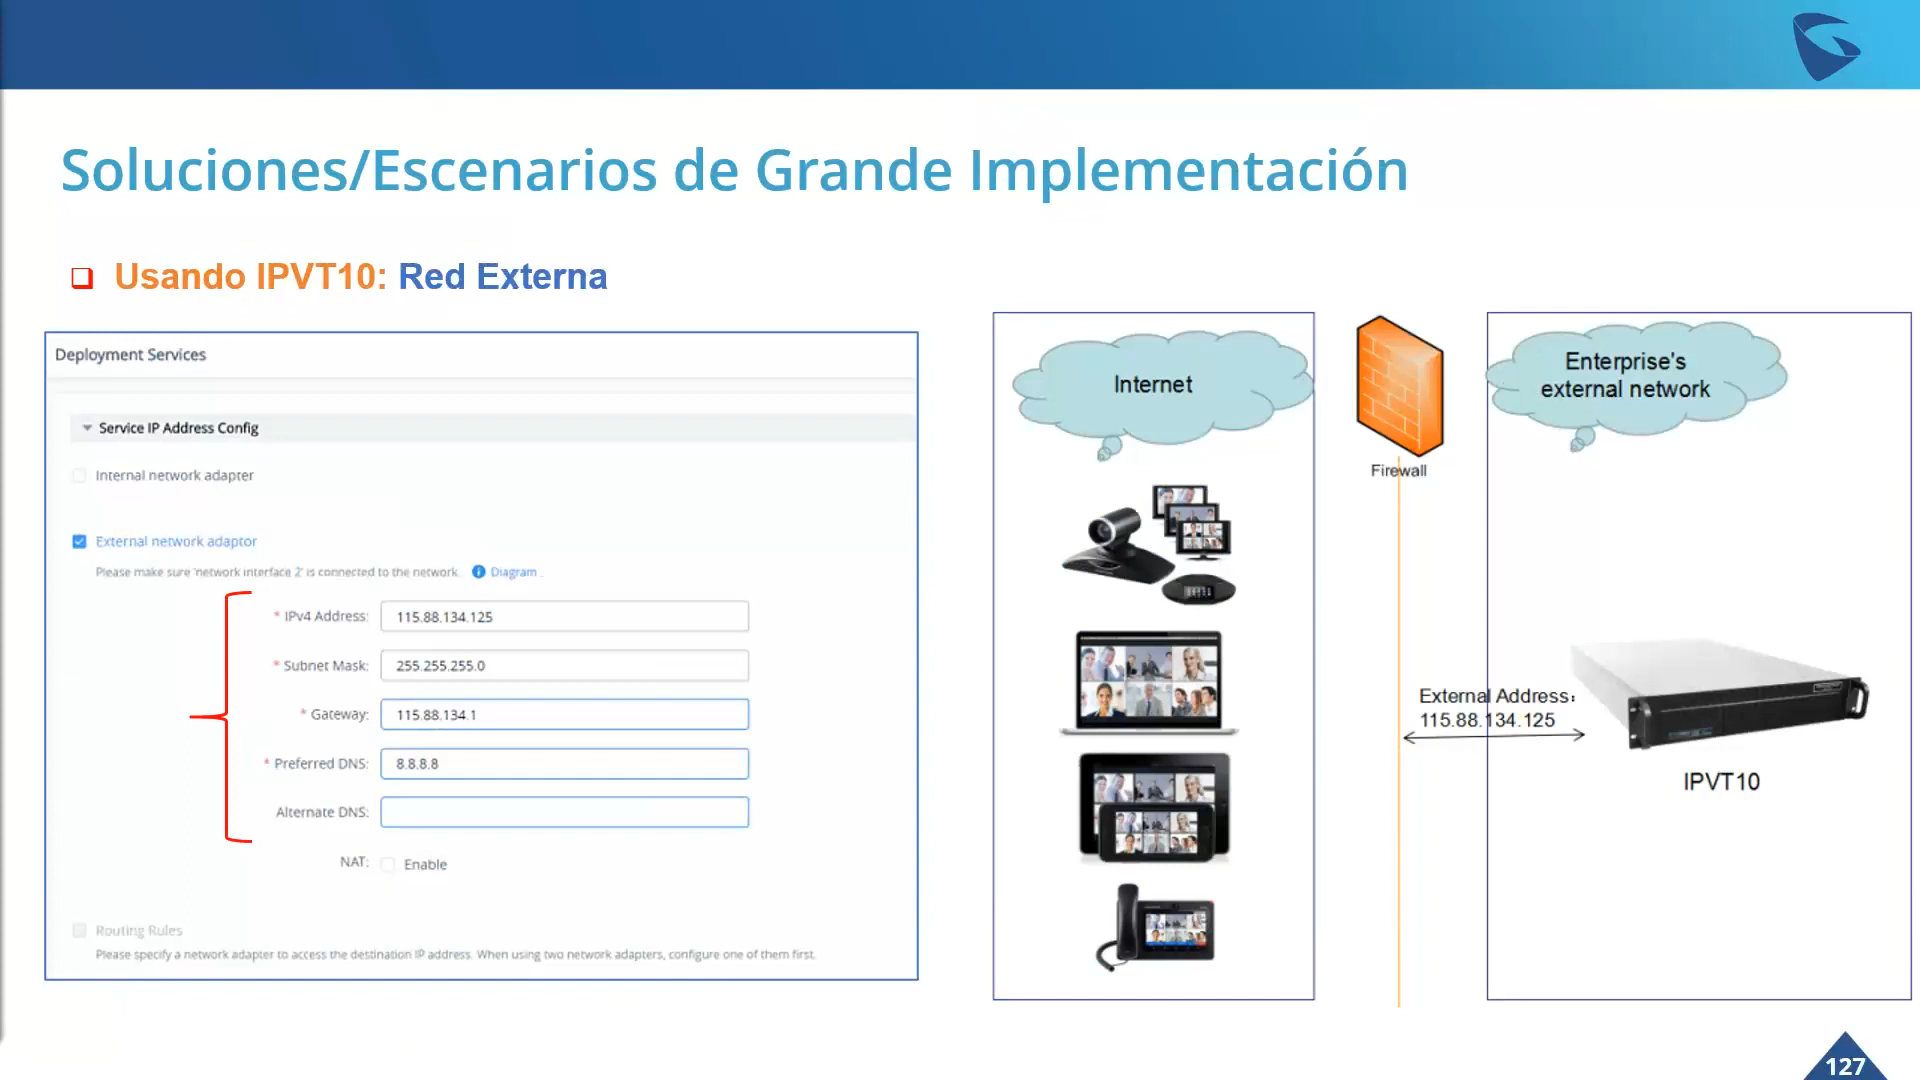 Soluciones/Escenarios de Grande Implementación
Usando IPVT10: Red Externa
Deployment Services
Service IP Address Config
Internal network adapter
External network adaptor
Please make sure 'network interface 2' is connected to the network. Diagram
* IPv4 Address: 115.88.134.125
* Subnet Mask: 255.255.255.0
* Gateway: 115.88.134.1
* Preferred DNS: 8.8.8.8
Alternate DNS:
NAT: Enable
Routing Rules
Please specify a network adapter to access the destination IP address. When using two network adapters, configure one of them first.
Internet
Firewall
Enterprise's
external network
External Address:
115.88.134.125
IPVT10
127